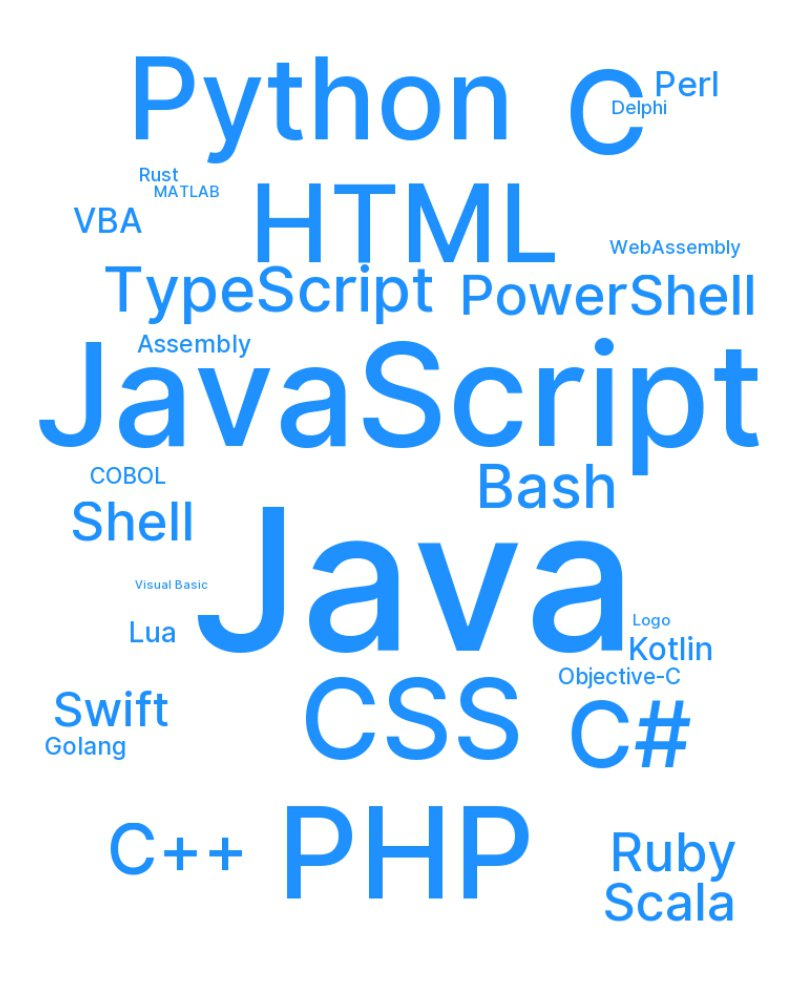 Python
C
Perl
Delphi
Rust
MATLAB
VBA
HTML
WebAssembly
TypeScript
PowerShell
Assembly
JavaScript
COBOL
Bash
Shell
Java
Visual Basic
Lua
Logo
Kotlin
Objective-C
Swift
CSS
C#
Golang
C++
PHP
Ruby
Scala